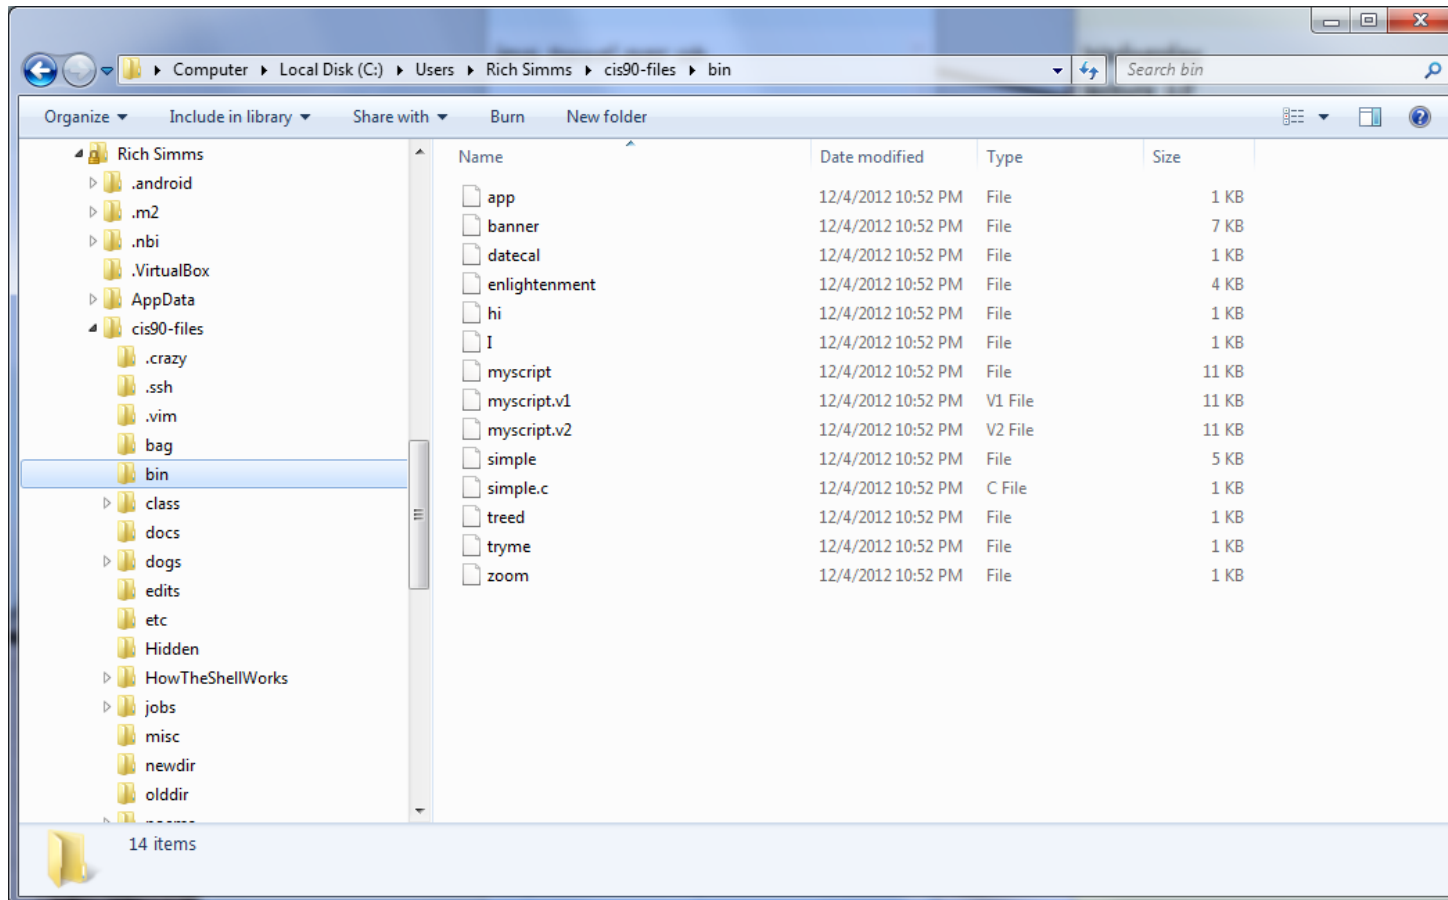 Computer Local Disk (C:) Users Rich Simms cis90-files bin Search bin
Organize Include in library Share with Burn New folder
Rich Simms
.android
.m2
.nbi
.VirtualBox
AppData
cis90-files
.crazy
.ssh
.vim
bag
bin
class
docs
dogs
edits
etc
Hidden
HowTheShellWorks
jobs
misc
newdir
olddir
Name Date modified Type Size
app 12/4/2012 10:52 PM File 1 KB
banner 12/4/2012 10:52 PM File 7 KB
datecal 12/4/2012 10:52 PM File 1 KB
enlightenment 12/4/2012 10:52 PM File 4 KB
hi 12/4/2012 10:52 PM File 1 KB
I 12/4/2012 10:52 PM File 1 KB
myscript 12/4/2012 10:52 PM File 11 KB
myscript.v1 12/4/2012 10:52 PM V1 File 11 KB
myscript.v2 12/4/2012 10:52 PM V2 File 11 KB
simple 12/4/2012 10:52 PM File 5 KB
simple.c 12/4/2012 10:52 PM C File 1 KB
treed 12/4/2012 10:52 PM File 1 KB
tryme 12/4/2012 10:52 PM File 1 KB
zoom 12/4/2012 10:52 PM File 1 KB
14 items